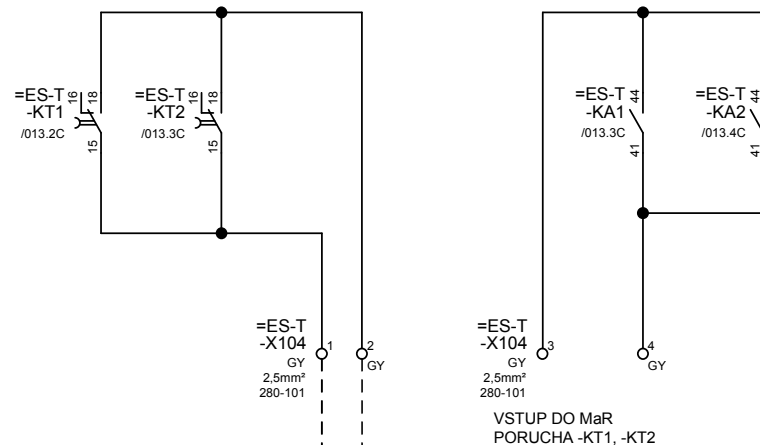 =ES-T
-KT1
/013.2C
16
18
15
=ES-T
-KT2
/013.3C
16
18
15
=ES-T
-KA1
/013.3C
44
41
=ES-T
-KA2
/013.4C
44
41
=ES-T
-X104
GY
2,5mm²
280-101
1
2
GY
=ES-T
-X104
GY
2,5mm²
280-101
3
4
GY
VSTUP DO MaR
PORUCHA -KT1, -KT2